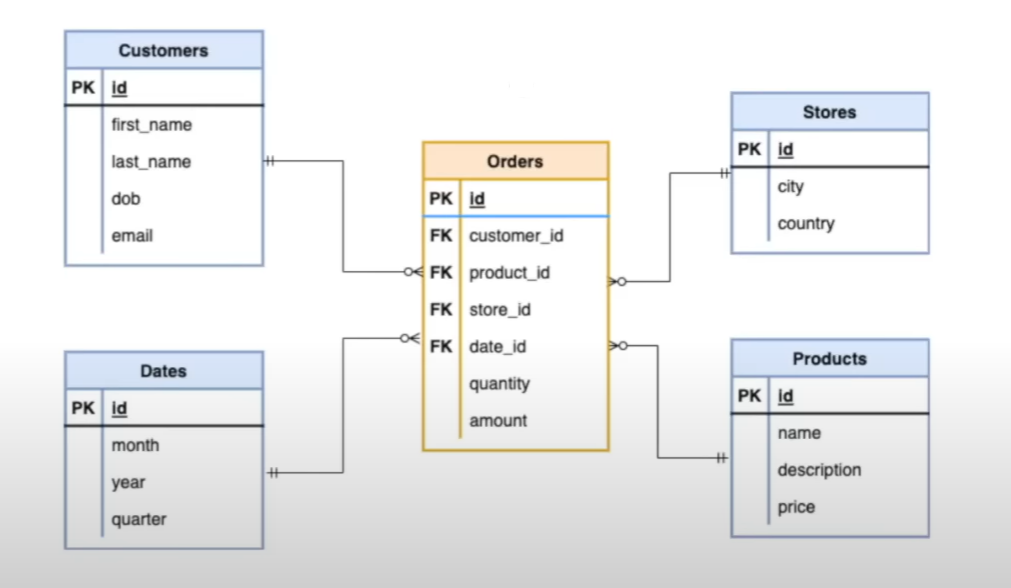 Customers
PK id
first_name
last_name
dob
email
Stores
PK id
city
country
Orders
PK id
FK customer_id
FK product_id
FK store_id
FK date_id
quantity
amount
Dates
PK id
month
year
quarter
Products
PK id
name
description
price